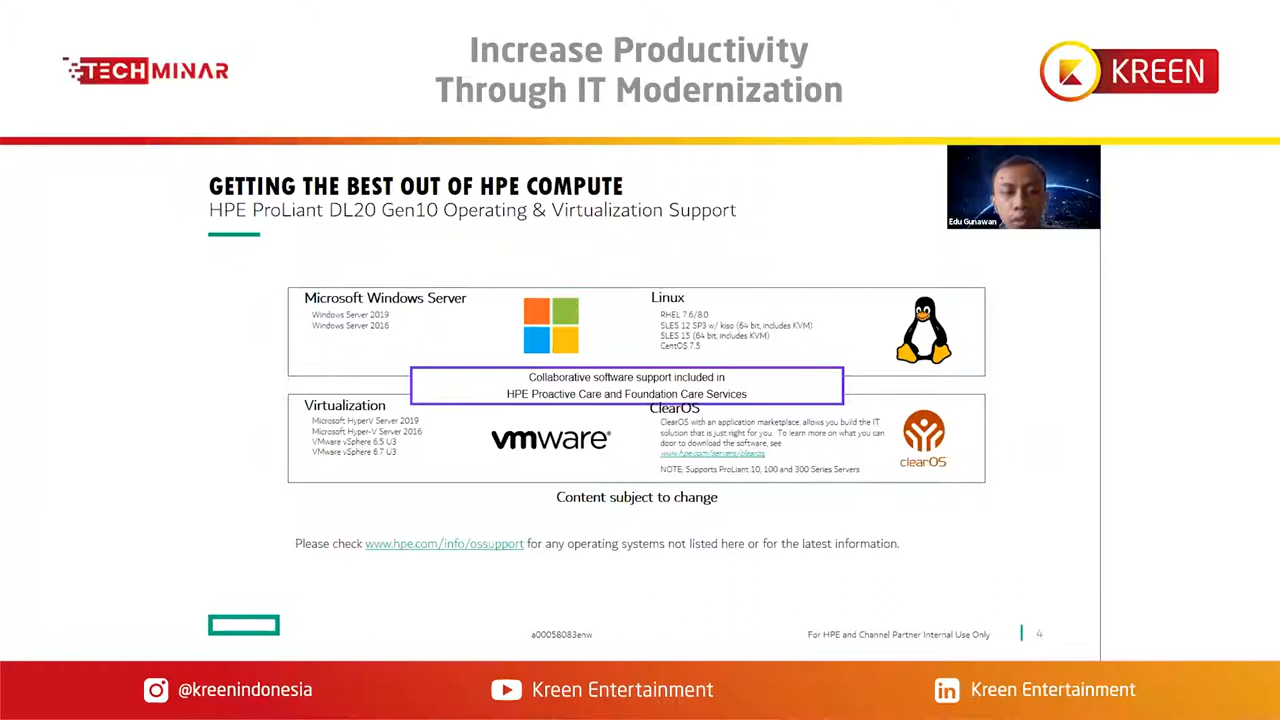 Increase Productivity
Through IT Modernization
TECHMINAR
KREEN
GETTING THE BEST OUT OF HPE COMPUTE
HPE ProLiant DL20 Gen10 Operating & Virtualization Support
Edu Gunawan
Microsoft Windows Server
Windows Server 2019
Windows Server 2016
Linux
RHEL 7.6/8.0
SLES 12 SP3 w/ kiso (64 bit, includes KVM)
SLES 15 (64 bit, includes KVM)
CentOS 7.5
Collaborative software support included in
HPE Proactive Care and Foundation Care Services
Virtualization
Microsoft HyperV Server 2019
Microsoft Hyper-V Server 2016
VMware vSphere 6.5 U3
VMware vSphere 6.7 U3
vmware®
ClearOS
ClearOS with an application marketplace, allows you build the IT
solution that is just right for you. To learn more on what you can
door to download the software, see
www.hpe.com/servers/clearos.
NOTE: Supports ProLiant 10, 100 and 300 Series Servers
clearOS
Content subject to change
Please check www.hpe.com/info/ossupport for any operating systems not listed here or for the latest information.
a00058083enw
For HPE and Channel Partner Internal Use Only
4
@kreenindonesia
Kreen Entertainment
Kreen Entertainment